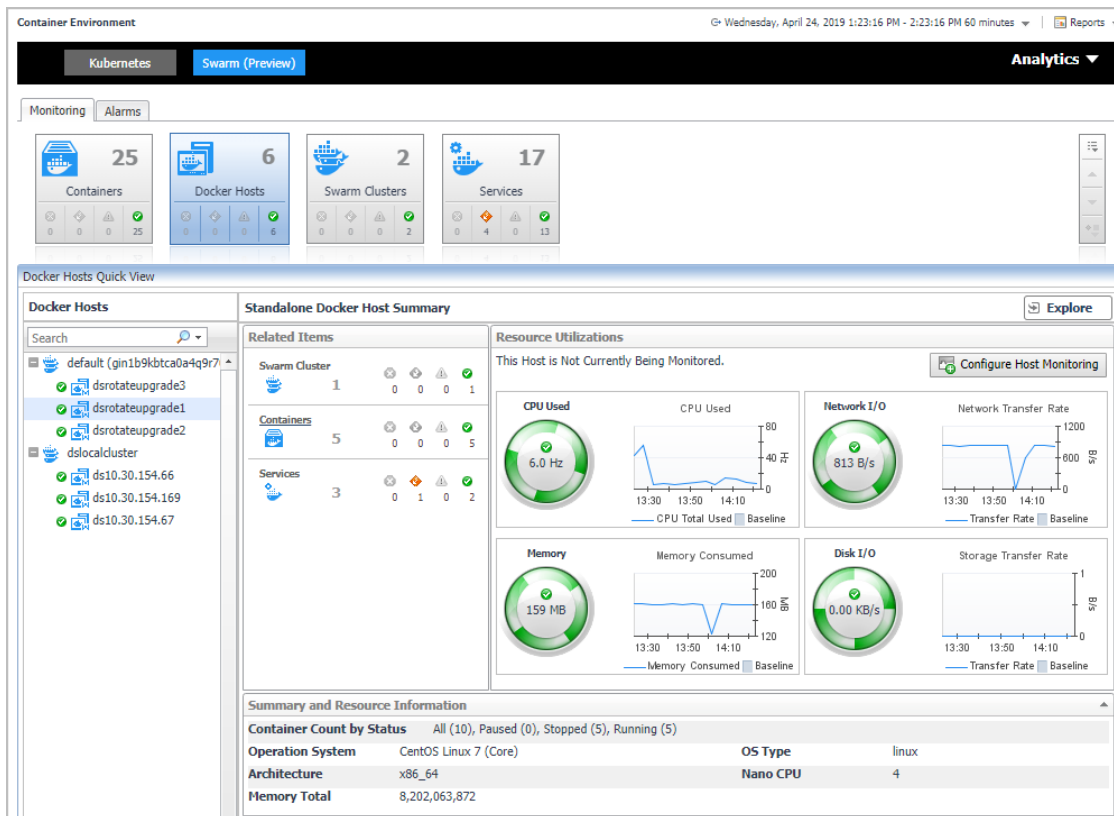 Container Environment
Wednesday, April 24, 2019 1:23:16 PM - 2:23:16 PM 60 minutes
Reports
Kubernetes
Swarm (Preview)
Analytics
Monitoring
Alarms
25
Containers
0 0 0 25
6
Docker Hosts
0 0 0 6
2
Swarm Clusters
0 0 0 2
17
Services
0 4 0 13
Docker Hosts Quick View
Docker Hosts
Search
default (gin1b9kbtca0a4q9r7
dsrotateupgrade3
dsrotateupgrade1
dsrotateupgrade2
dslocalcluster
ds10.30.154.66
ds10.30.154.169
ds10.30.154.67
Standalone Docker Host Summary
Explore
Related Items
Swarm Cluster
1
0 0 0 1
Containers
5
0 0 0 5
Services
3
0 1 0 2
Resource Utilizations
This Host is Not Currently Being Monitored.
Configure Host Monitoring
CPU Used
6.0 Hz
CPU Used
80
40
0
Hz
13:30 13:50 14:10
CPU Total Used Baseline
Network I/O
813 B/s
Network Transfer Rate
1200
600
0
B/s
13:30 13:50 14:10
Transfer Rate Baseline
Memory
159 MB
Memory Consumed
200
160
120
MB
13:30 13:50 14:10
Memory Consumed Baseline
Disk I/O
0.00 KB/s
Storage Transfer Rate
1
0
B/s
13:30 13:50 14:10
Transfer Rate Baseline
Summary and Resource Information
Container Count by Status All (10), Paused (0), Stopped (5), Running (5)
Operation System CentOS Linux 7 (Core) OS Type linux
Architecture x86_64 Nano CPU 4
Memory Total 8,202,063,872